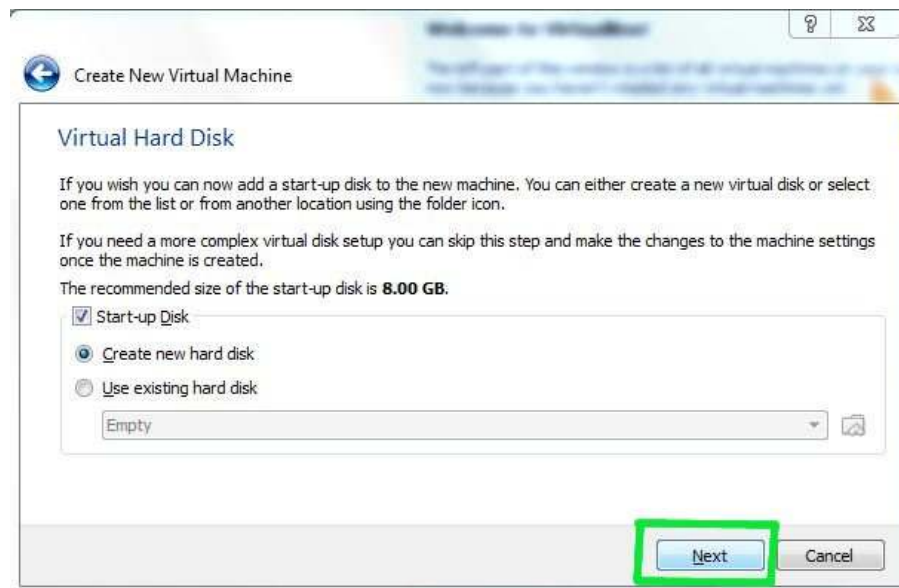 Welcome to VirtualBox!
Create New Virtual Machine
Virtual Hard Disk
If you wish you can now add a start-up disk to the new machine. You can either create a new virtual disk or select
one from the list or from another location using the folder icon.
If you need a more complex virtual disk setup you can skip this step and make the changes to the machine settings
once the machine is created.
The recommended size of the start-up disk is 8.00 GB.
Start-up Disk
Create new hard disk
Use existing hard disk
Empty
Next
Cancel